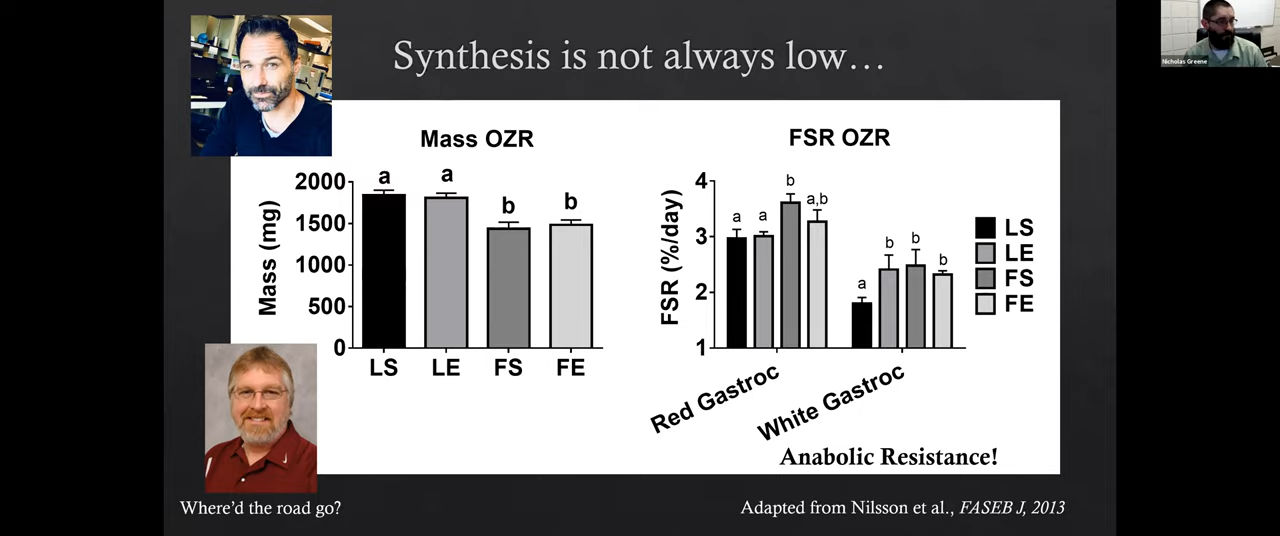 Synthesis is not always low…
Nicholas Greene
Mass OZR
a
a
b
b
2000
1500
1000
500
0
Mass (mg)
LS
LE
FS
FE
FSR OZR
4
3
2
1
FSR (%/day)
a
a
b
a,b
a
b
b
b
Red Gastroc
White Gastroc
LS
LE
FS
FE
Anabolic Resistance!
Where'd the road go?
Adapted from Nilsson et al., FASEB J, 2013